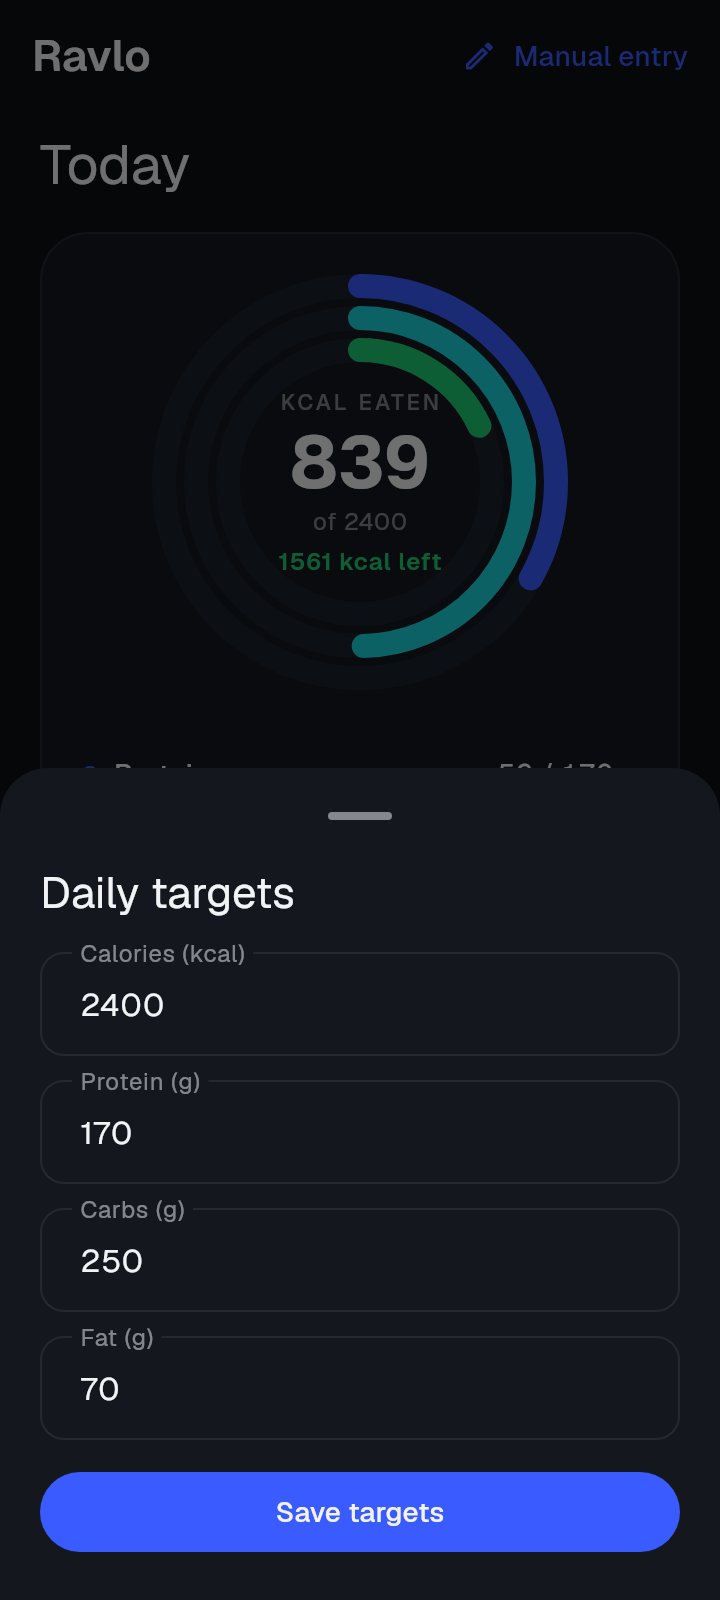 Ravlo
Manual entry
Today
KCAL EATEN
839
of 2400
1561 kcal left
Daily targets
Calories (kcal)
2400
Protein (g)
170
Carbs (g)
250
Fat (g)
70
Save targets